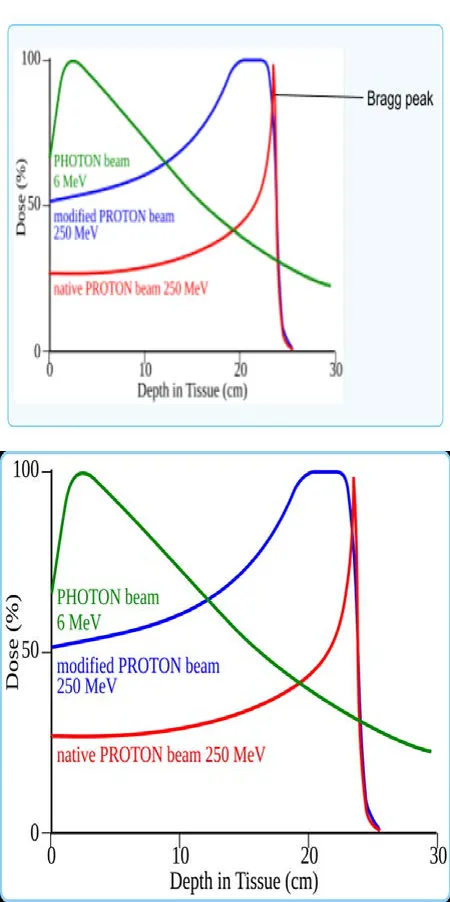 100
Bragg peak
PHOTON beam
6 MeV
Dose (%)
50
modified PROTON beam
250 MeV
native PROTON beam 250 MeV
0
0 10 20 30
Depth in Tissue (cm)
100
PHOTON beam
6 MeV
Dose (%)
50
modified PROTON beam
250 MeV
native PROTON beam 250 MeV
0
0 10 20 30
Depth in Tissue (cm)